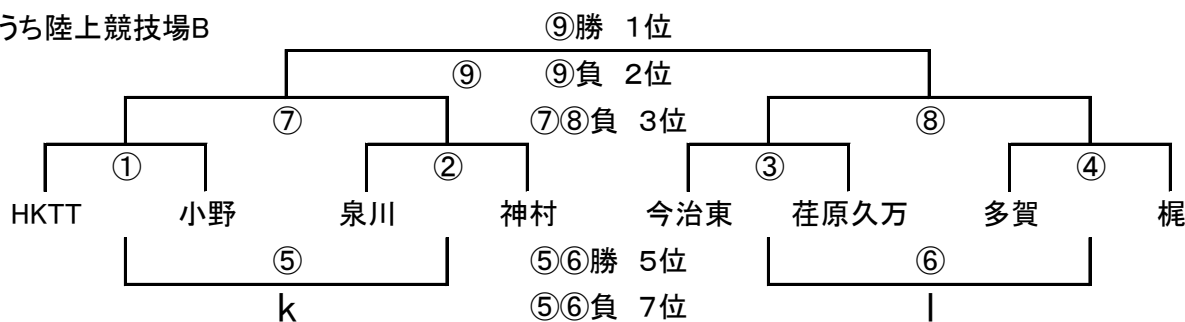 うち陸上競技場B ⑨勝 1位
⑨ ⑨負 2位
⑦ ⑦⑧負 3位 ⑧
① ② ③ ④
HKTT 小野 泉川 神村 今治東 荏原久万 多賀 梶
⑤ ⑤⑥勝 5位 ⑥
k ⑤⑥負 7位 l